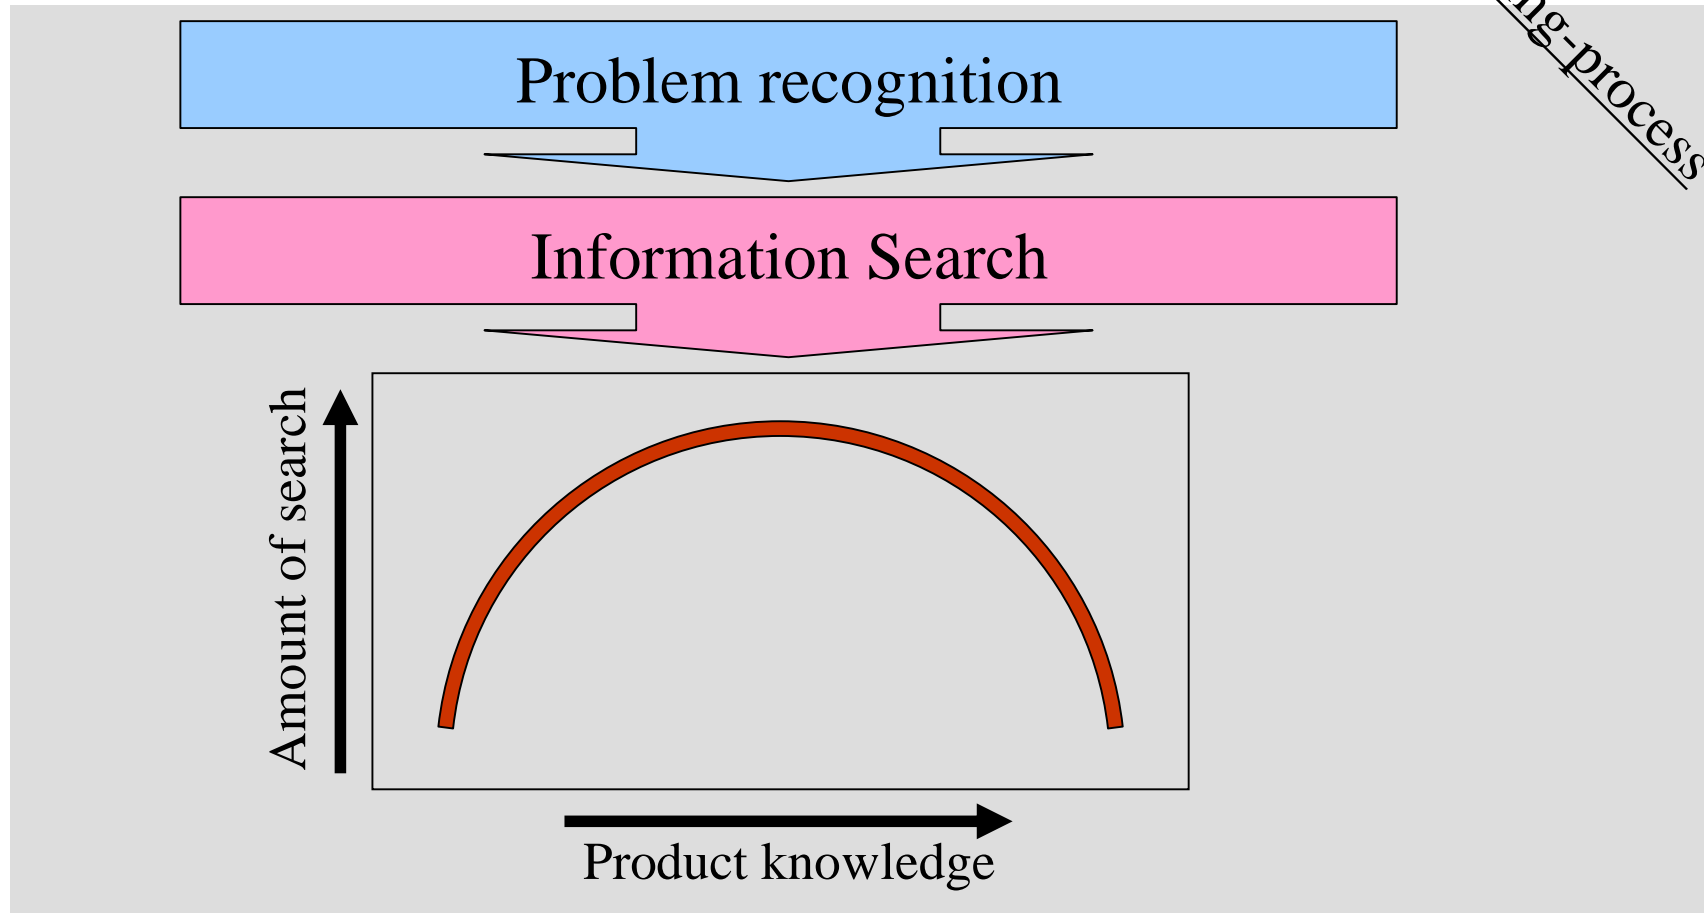 ng-process
Problem recognition
Information Search
Amount of search
Product knowledge